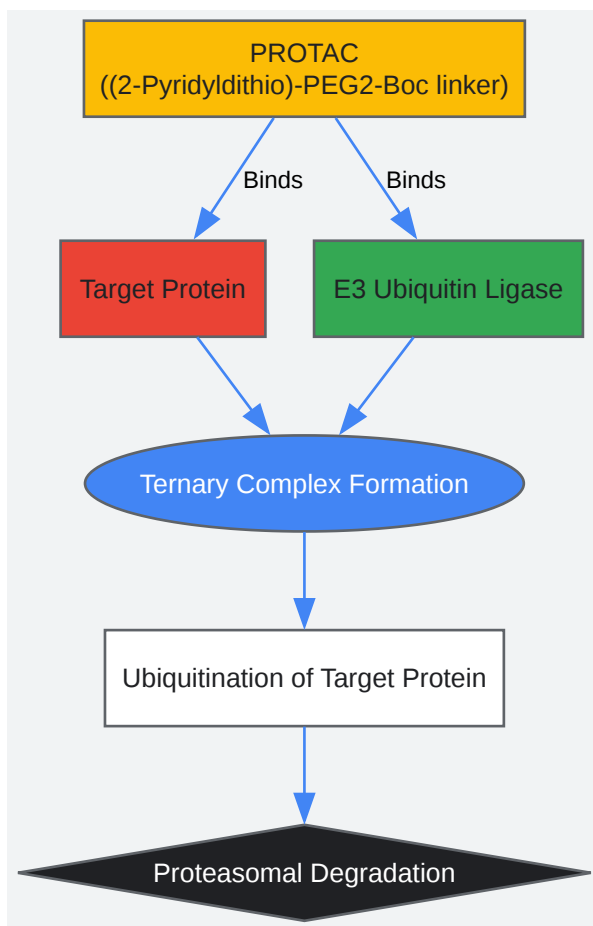 PROTAC
((2-Pyridyldithio)-PEG2-Boc linker)
Binds
Binds
Target Protein
E3 Ubiquitin Ligase
Ternary Complex Formation
Ubiquitination of Target Protein
Proteasomal Degradation